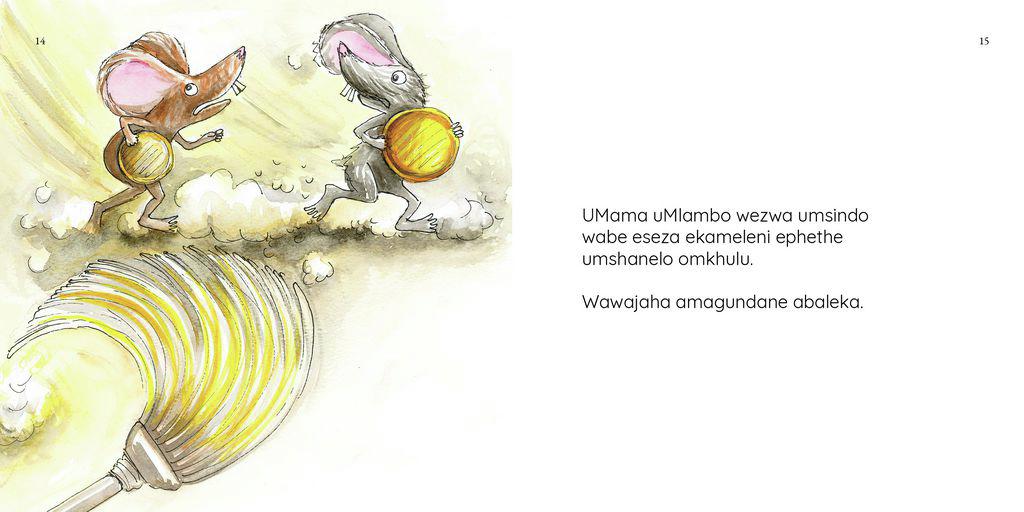 14
15
UMama uMlambo wezwa umsindo
wabe eseza ekameleni ephethe
umshanelo omkhulu.
Wawajaha amagundane abaleka.